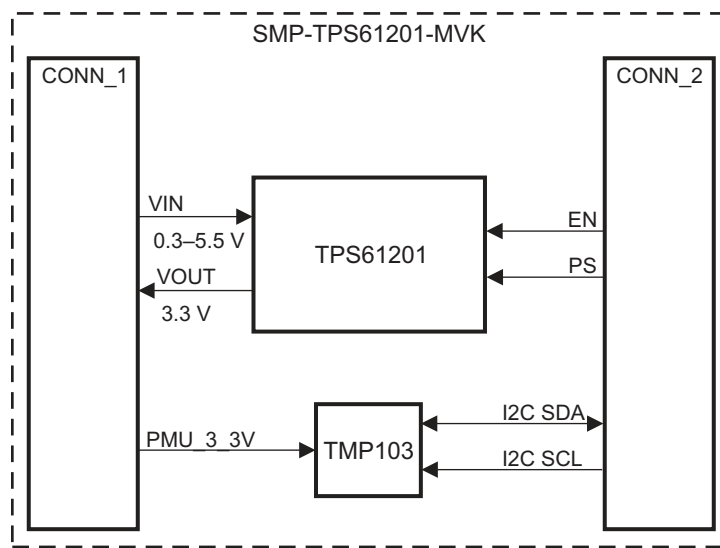 SMP-TPS61201-MVK
CONN_1
CONN_2
VIN
0.3–5.5 V
VOUT
3.3 V
TPS61201
EN
PS
PMU_3_3V
TMP103
I2C SDA
I2C SCL